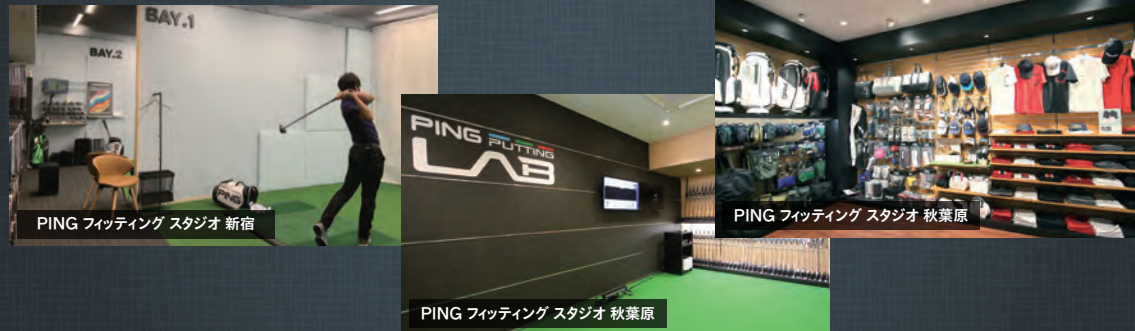 BAY.1
BAY.2
PING
PING フィッティング スタジオ 新宿
PING PUTTING
LAB
PING フィッティング スタジオ 秋葉原
PING フィッティング スタジオ 秋葉原